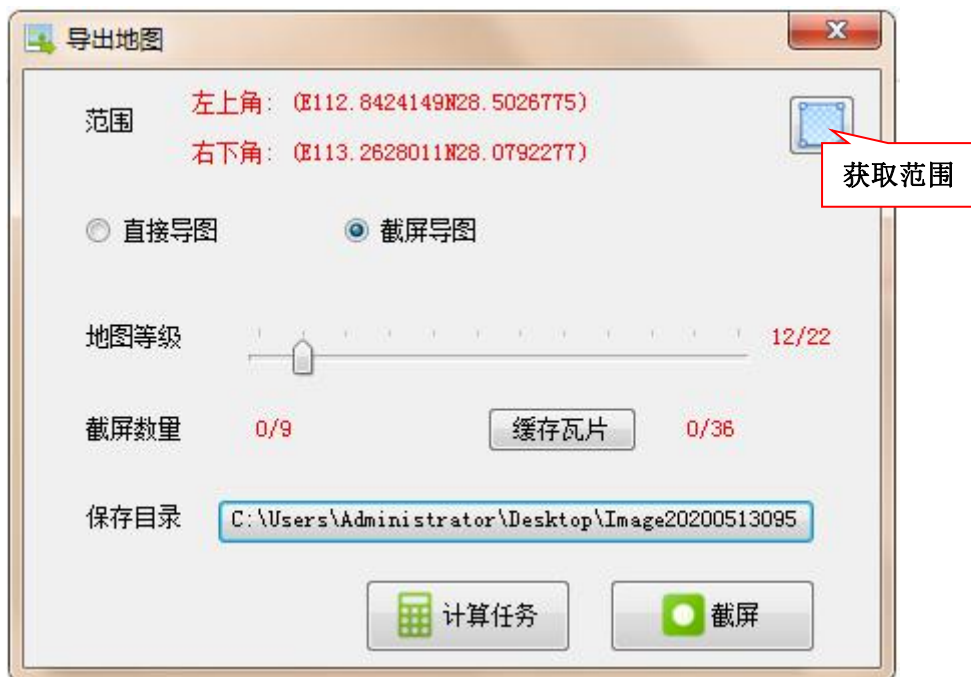 导出地图
范围
左上角: (E112.8424149N28.5026775)
右下角: (E113.2628011N28.0792277)
获取范围
直接导图 截屏导图
地图等级 12/22
截屏数量 0/9 缓存瓦片 0/36
保存目录 C:\Users\Administrator\Desktop\Image20200513095
计算任务 截屏